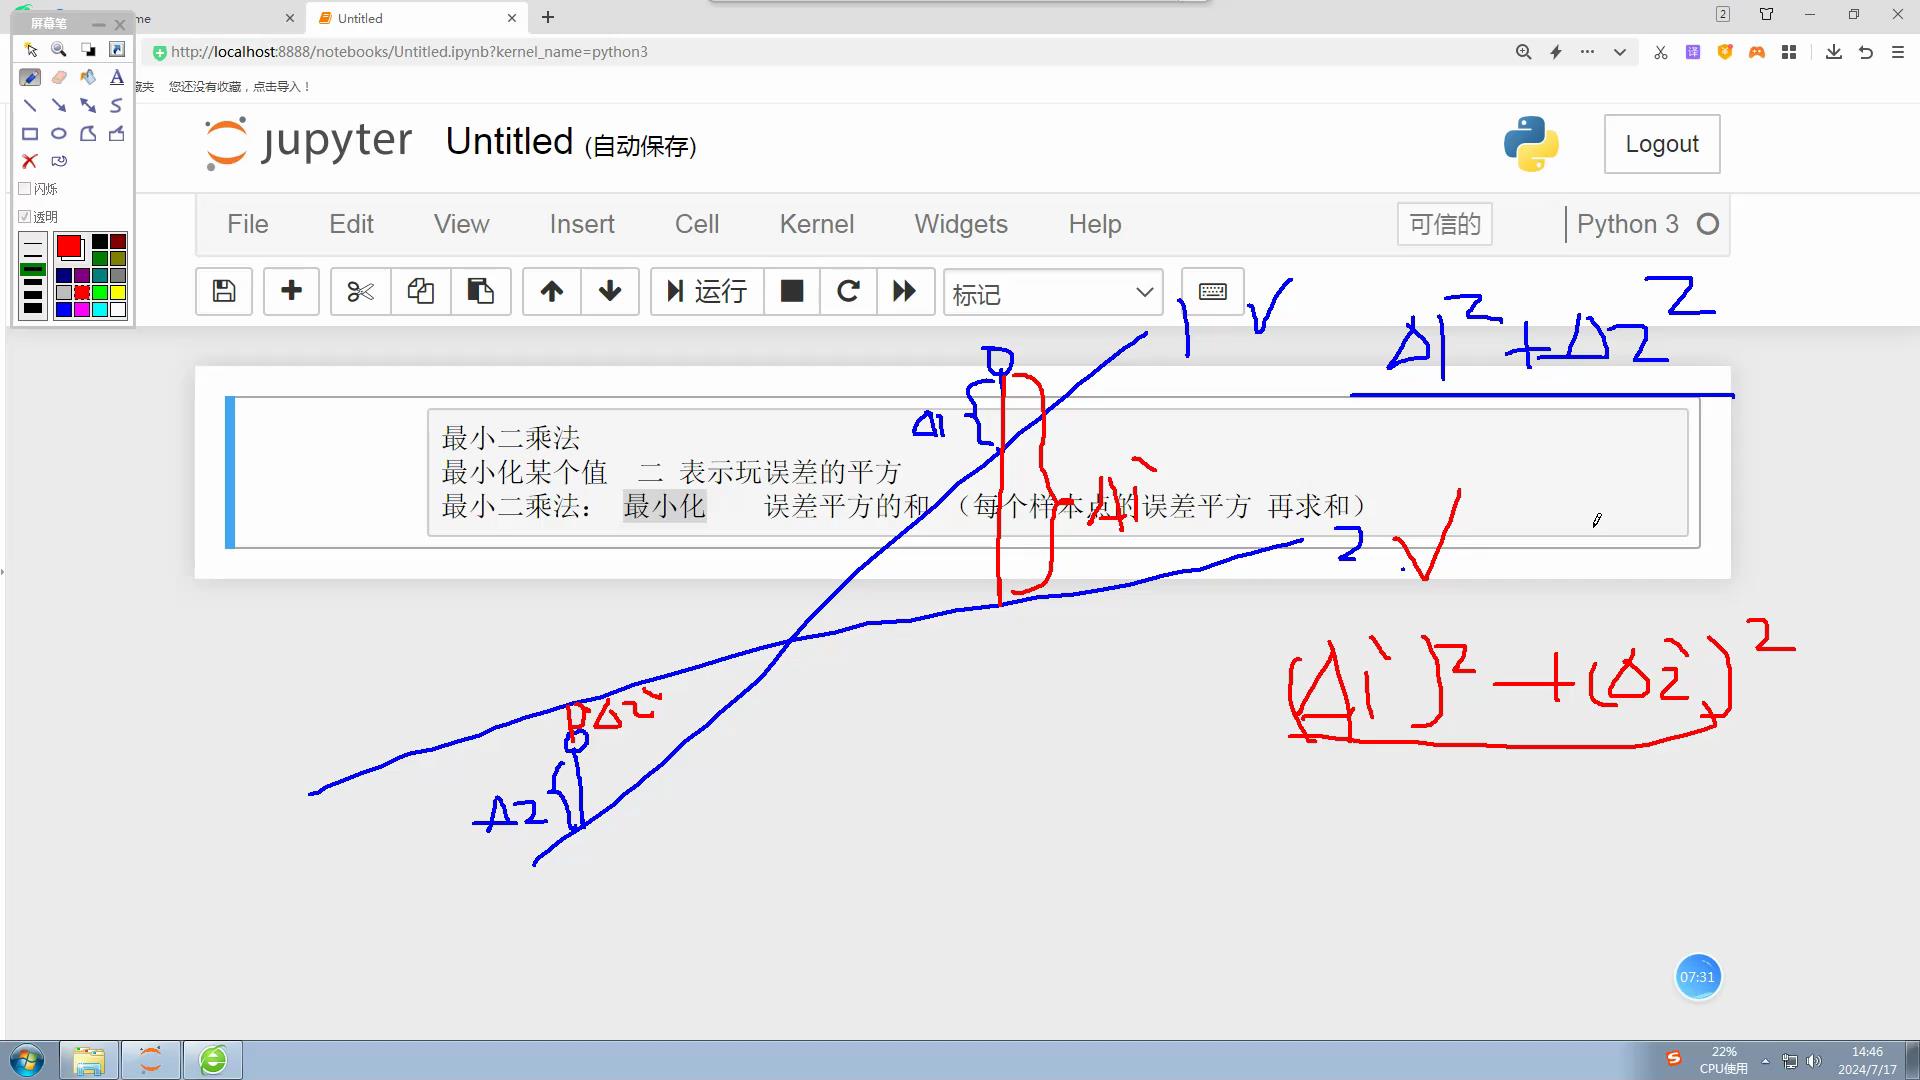 屏幕笔
me
Untitled
2
http://localhost:8888/notebooks/Untitled.ipynb?kernel_name=python3
藏夹 您还没有收藏，点击导入！
jupyter Untitled (自动保存)
Logout
File Edit View Insert Cell Kernel Widgets Help
可信的
Python 3
闪烁
透明
运行
标记
1
Δ1² + Δ2²
Δ1
最小二乘法
最小化某个值 二 表示玩误差的平方
最小二乘法： 最小化 误差平方的和 （每个样本点的误差平方 再求和）
Δ1`
2
(Δ1`)² + (Δ2`)²
Δ2`
Δ2
07:31
22%
CPU使用
14:46
2024/7/17